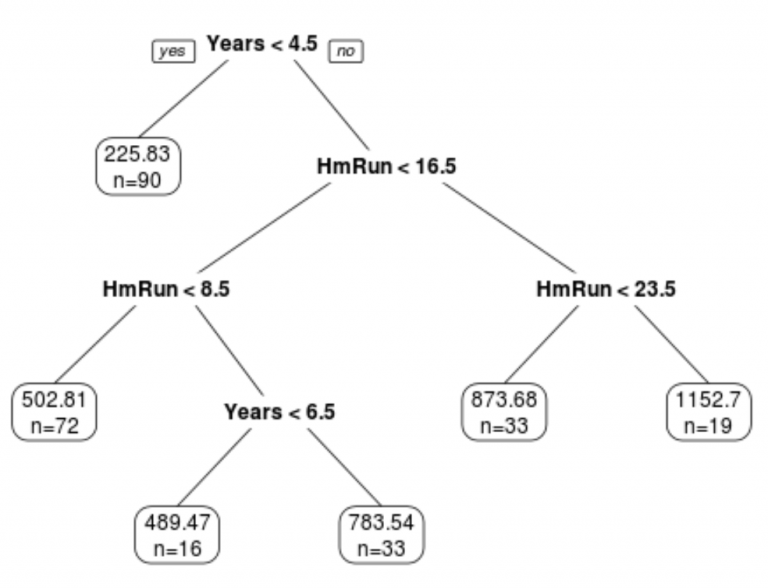 yes Years < 4.5 no
225.83
n=90
HmRun < 16.5
HmRun < 8.5
HmRun < 23.5
502.81
n=72
Years < 6.5
873.68
n=33
1152.7
n=19
489.47
n=16
783.54
n=33